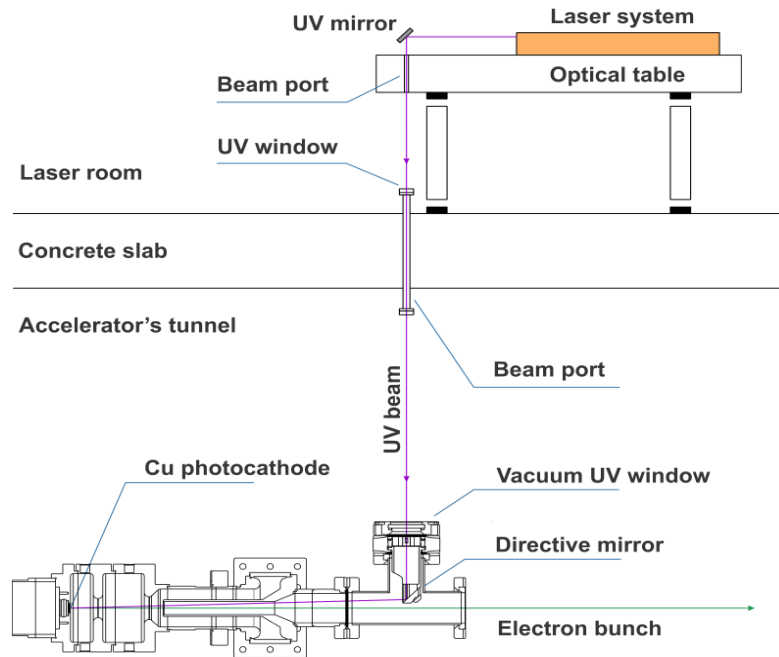 Laser system
UV mirror
Optical table
Beam port
UV window
Laser room
Concrete slab
Accelerator’s tunnel
Beam port
UV beam
Cu photocathode
Vacuum UV window
Directive mirror
Electron bunch